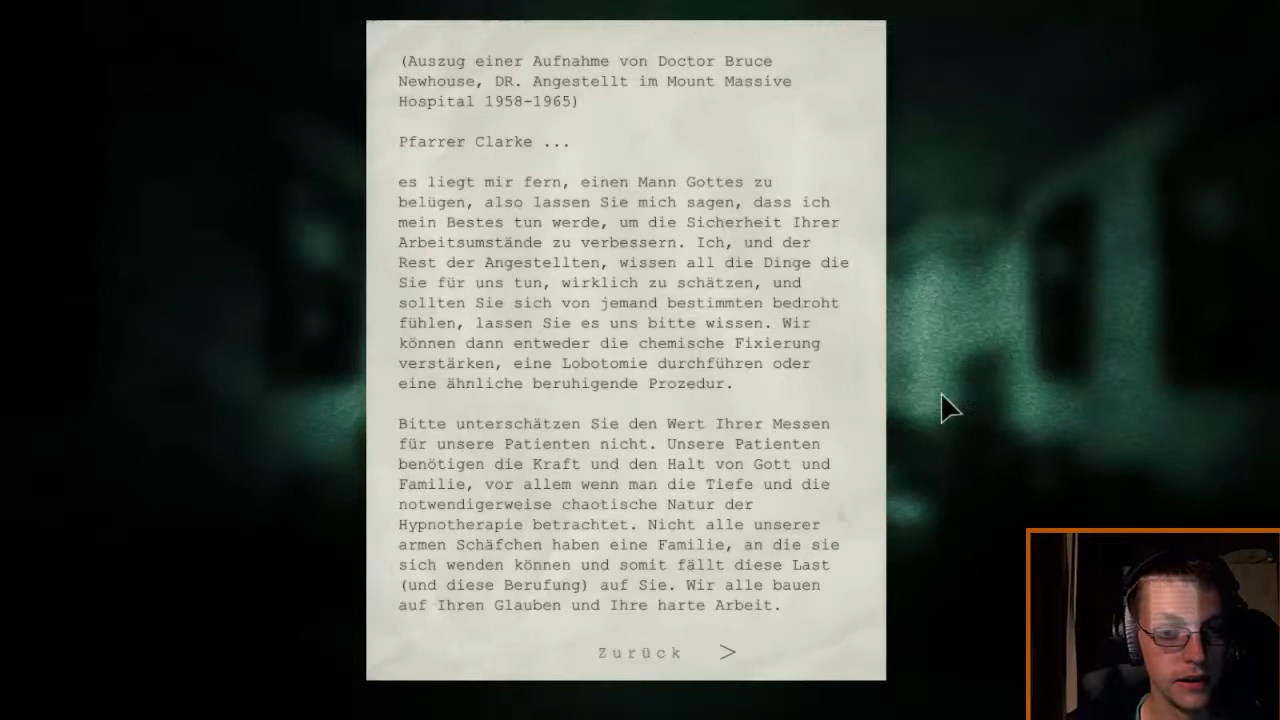 (Auszug einer Aufnahme von Doctor Bruce
Newhouse, DR. Angestellt im Mount Massive
Hospital 1958-1965)
Pfarrer Clarke ...
es liegt mir fern, einen Mann Gottes zu
belügen, also lassen Sie mich sagen, dass ich
mein Bestes tun werde, um die Sicherheit Ihrer
Arbeitsumstände zu verbessern. Ich, und der
Rest der Angestellten, wissen all die Dinge die
Sie für uns tun, wirklich zu schätzen, und
sollten Sie sich von jemand bestimmten bedroht
fühlen, lassen Sie es uns bitte wissen. Wir
können dann entweder die chemische Fixierung
verstärken, eine Lobotomie durchführen oder
eine ähnliche beruhigende Prozedur.
Bitte unterschätzen Sie den Wert Ihrer Messen
für unsere Patienten nicht. Unsere Patienten
benötigen die Kraft und den Halt von Gott und
Familie, vor allem wenn man die Tiefe und die
notwendigerweise chaotische Natur der
Hypnotherapie betrachtet. Nicht alle unserer
armen Schäfchen haben eine Familie, an die sie
sich wenden können und somit fällt diese Last
(und diese Berufung) auf Sie. Wir alle bauen
auf Ihren Glauben und Ihre harte Arbeit.
Zurück >